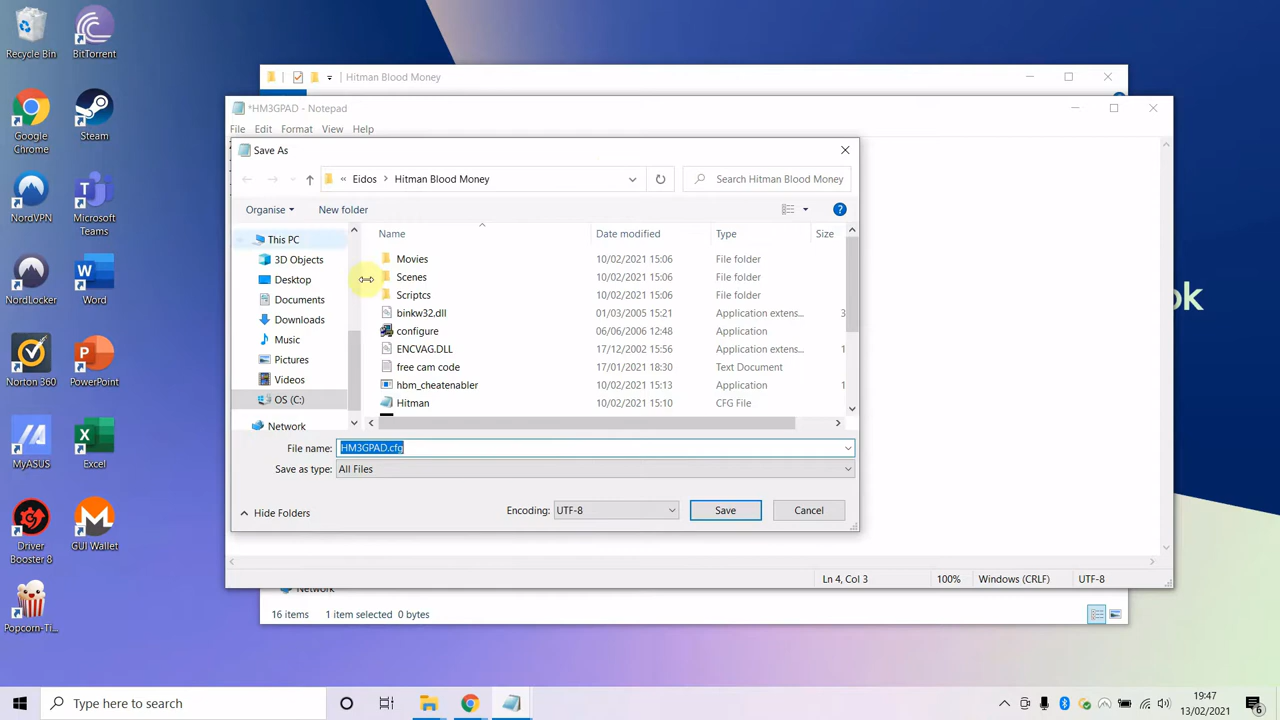 Recycle Bin
BitTorrent
Google Chrome
Steam
NordVPN
Microsoft Teams
NordLocker
Word
Norton 360
PowerPoint
MyASUS
Excel
Driver Booster 8
GUI Wallet
Popcorn-Ti...
Hitman Blood Money
*HM3GPAD - Notepad
File Edit Format View Help
Save As
« Eidos > Hitman Blood Money
Search Hitman Blood Money
Organise New folder
This PC
3D Objects
Desktop
Documents
Downloads
Music
Pictures
Videos
OS (C:)
Network
Name Date modified Type Size
Movies 10/02/2021 15:06 File folder
Scenes 10/02/2021 15:06 File folder
Scriptcs 10/02/2021 15:06 File folder
binkw32.dll 01/03/2005 15:21 Application extens... 3
configure 06/06/2006 12:48 Application
ENCVAG.DLL 17/12/2002 15:56 Application extens... 1
free cam code 17/01/2021 18:30 Text Document
hbm_cheatenabler 10/02/2021 15:13 Application 1
Hitman 10/02/2021 15:10 CFG File
File name: HM3GPAD.cfg
Save as type: All Files
Hide Folders
Encoding: UTF-8 Save Cancel
ok
Ln 4, Col 3 100% Windows (CRLF) UTF-8
Network
16 items 1 item selected 0 bytes
Type here to search
19:47
13/02/2021
6